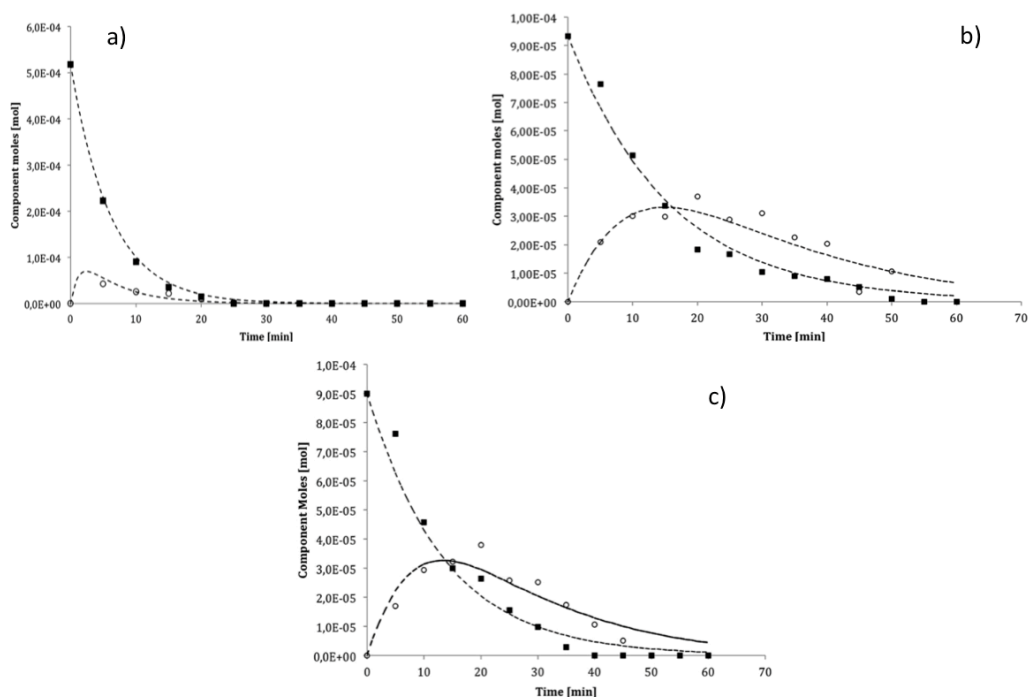 a)
Component moles [mol]
6,0E-04
5,0E-04
4,0E-04
3,0E-04
2,0E-04
1,0E-04
0,0E+00
0 10 20 30 40 50 60
Time [min]
b)
Component moles [mol]
1,00E-04
9,00E-05
8,00E-05
7,00E-05
6,00E-05
5,00E-05
4,00E-05
3,00E-05
2,00E-05
1,00E-05
0,00E+00
0 10 20 30 40 50 60 70
Time [min]
c)
Component Moles [mol]
1,0E-04
9,0E-05
8,0E-05
7,0E-05
6,0E-05
5,0E-05
4,0E-05
3,0E-05
2,0E-05
1,0E-05
0,0E+00
0 10 20 30 40 50 60 70
Time [min]